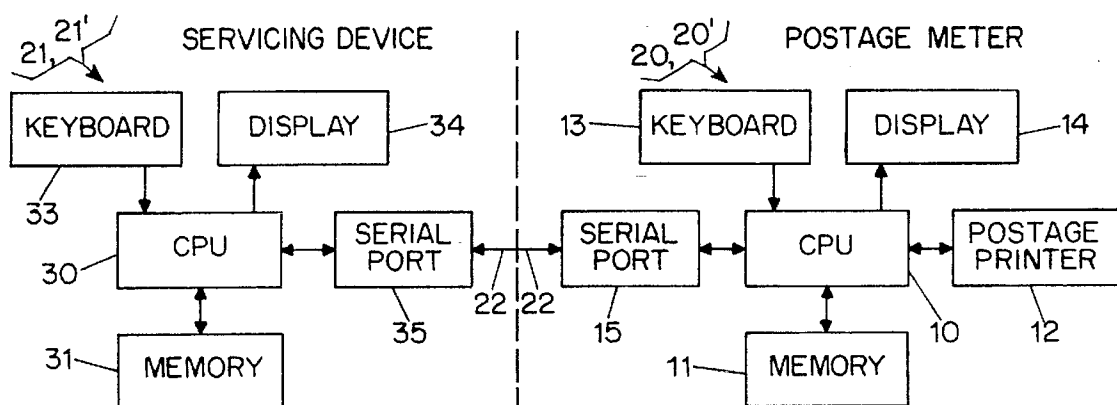 21, 21' SERVICING DEVICE
20, 20' POSTAGE METER
KEYBOARD
33
DISPLAY
34
13
KEYBOARD
DISPLAY
14
30
CPU
SERIAL
PORT
35
22
22
SERIAL
PORT
15
CPU
10
POSTAGE
PRINTER
12
31
MEMORY
11
MEMORY